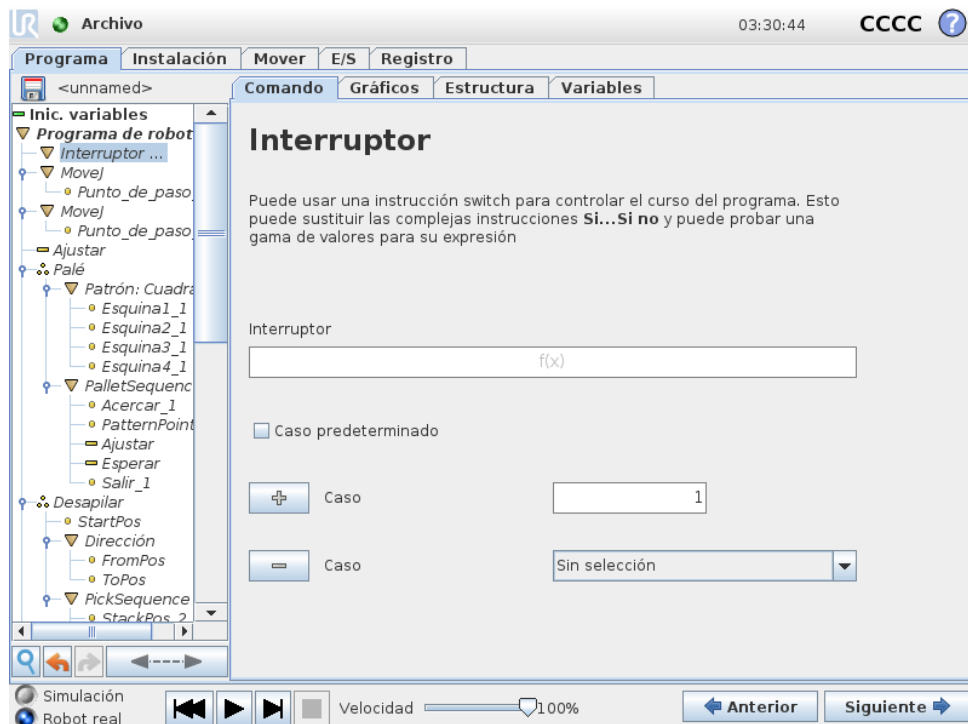 Archivo
03:30:44
CCCC
?
Programa Instalación Mover E/S Registro
<unnamed>
Comando Gráficos Estructura Variables
Inic. variables
Programa de robot
Interruptor ...
MoveJ
Punto_de_paso
MoveJ
Punto_de_paso
Ajustar
Palé
Patrón: Cuadra
Esquina1_1
Esquina2_1
Esquina3_1
Esquina4_1
PalletSequenc
Acercar_1
PatternPoint
Ajustar
Esperar
Salir_1
Desapilar
StartPos
Dirección
FromPos
ToPos
PickSequence
StackPos_2
Interruptor
Puede usar una instrucción switch para controlar el curso del programa. Esto
puede sustituir las complejas instrucciones Si...Si no y puede probar una
gama de valores para su expresión
Interruptor
f(x)
Caso predeterminado
Caso 1
Caso Sin selección
Simulación
Robot real
Velocidad 100%
Anterior Siguiente